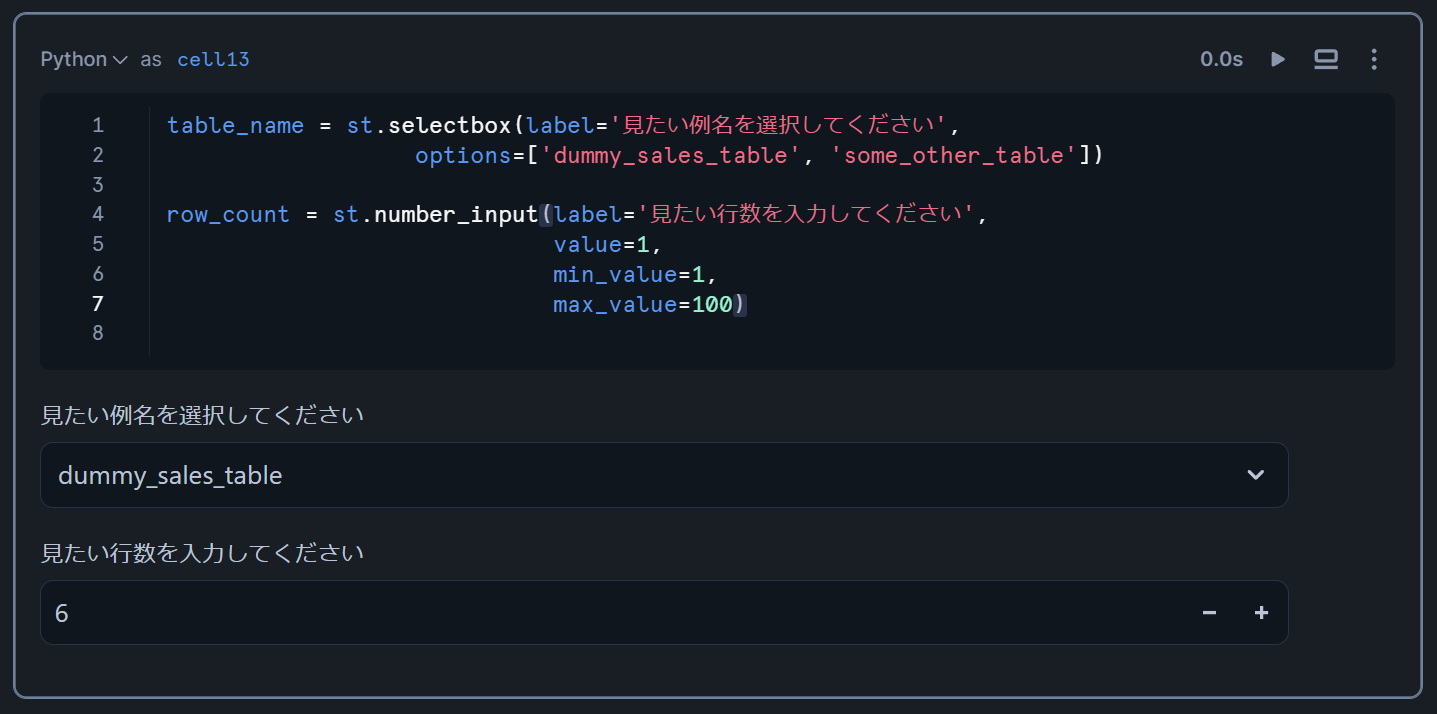 Python as cell13 0.0s
1 table_name = st.selectbox(label='見たい例名を選択してください',
2 options=['dummy_sales_table', 'some_other_table'])
3
4 row_count = st.number_input(label='見たい行数を入力してください',
5 value=1,
6 min_value=1,
7 max_value=100)
8
見たい例名を選択してください
dummy_sales_table
見たい行数を入力してください
6 − +